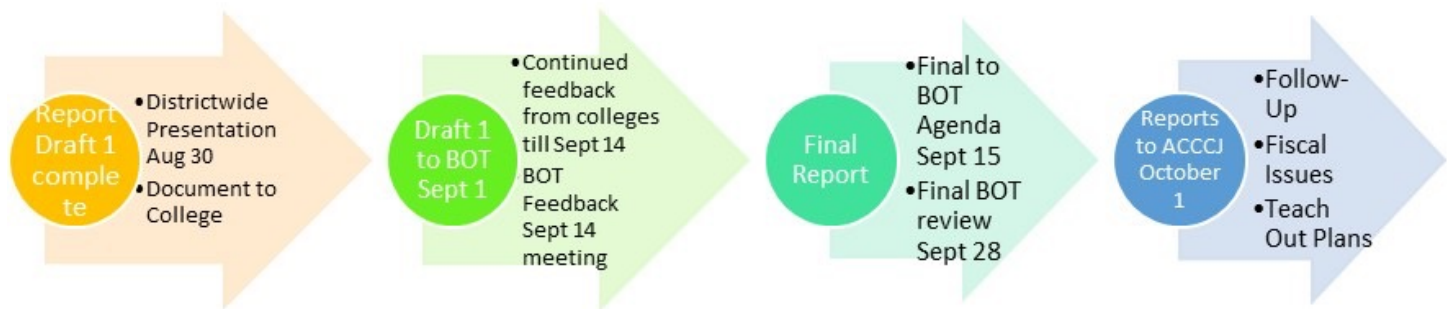 Report
Draft 1
comple
te
•Districtwide
Presentation
Aug 30
•Document to
College
Draft 1
to BOT
Sept 1
•Continued
feedback
from colleges
till Sept 14
•BOT
Feedback
Sept 14
meeting
Final
Report
•Final to
BOT
Agenda
Sept 15
•Final BOT
review
Sept 28
Reports
to ACCCJ
October
1
•Follow-
Up
•Fiscal
Issues
•Teach
Out Plans